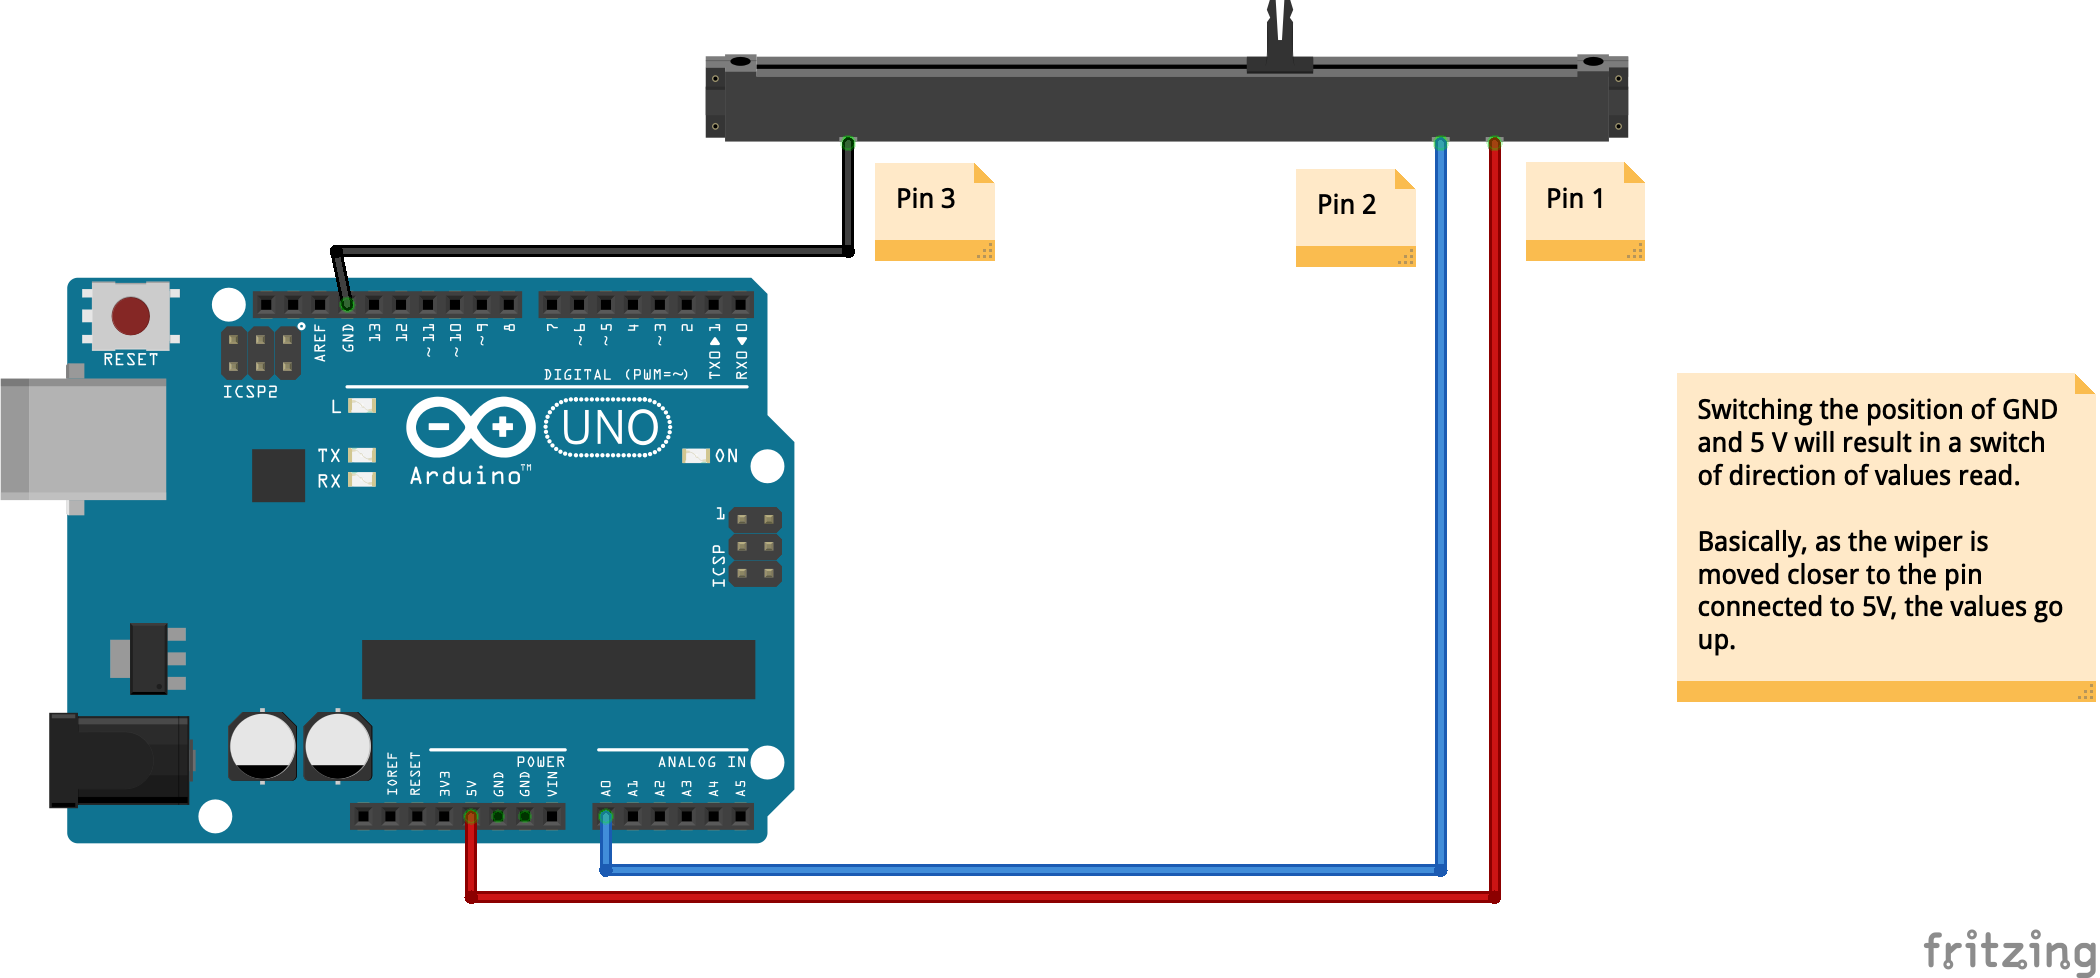 Pin 3
Pin 2
Pin 1
RESET
ICSP2
AREF
GND
13
12
~11
~10
~9
8
7
~6
~5
4
~3
2
TX0▶1
RX0◀0
DIGITAL (PWM=~)
L
TX
RX
UNO
Arduino™
ON
1
ICSP
Switching the position of GND
and 5 V will result in a switch
of direction of values read.
Basically, as the wiper is
moved closer to the pin
connected to 5V, the values go
up.
POWER
ANALOG IN
IOREF
RESET
3V3
5V
GND
GND
VIN
A0
A1
A2
A3
A4
A5
fritzing